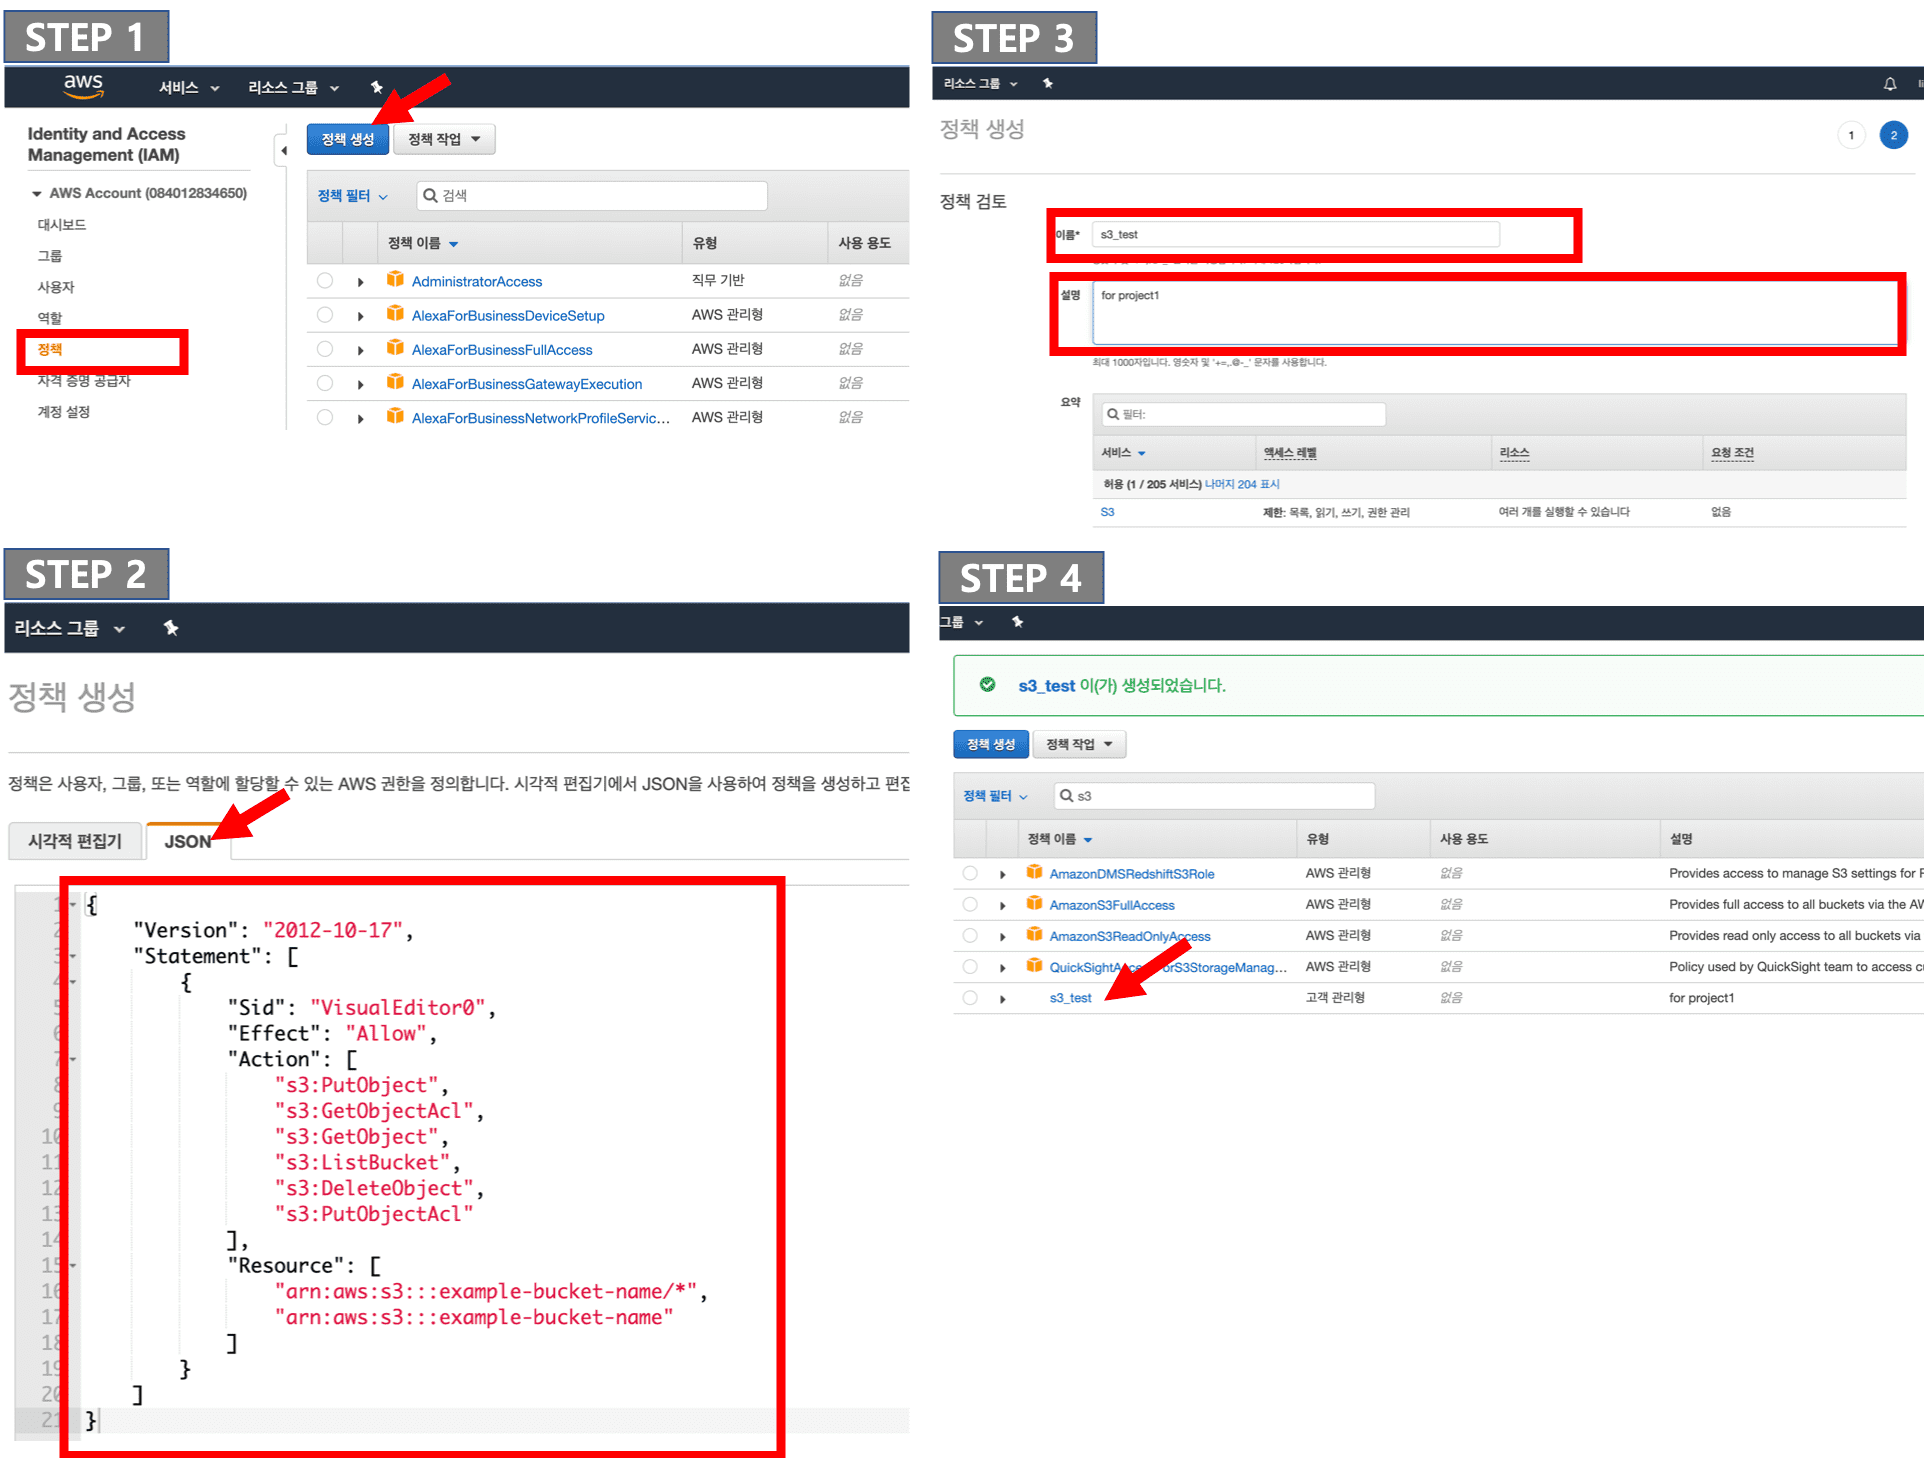 STEP 1
aws 서비스 리소스 그룹
Identity and Access
Management (IAM)
AWS Account (084012834650)
대시보드
그룹
사용자
역할
정책
자격 증명 공급자
계정 설정
정책 생성 정책 작업
정책 필터 검색
정책 이름 유형 사용 용도
AdministratorAccess 직무 기반 없음
AlexaForBusinessDeviceSetup AWS 관리형 없음
AlexaForBusinessFullAccess AWS 관리형 없음
AlexaForBusinessGatewayExecution AWS 관리형 없음
AlexaForBusinessNetworkProfileServic... AWS 관리형 없음
STEP 2
리소스 그룹
정책 생성
정책은 사용자, 그룹, 또는 역할에 할당할 수 있는 AWS 권한을 정의합니다. 시각적 편집기에서 JSON을 사용하여 정책을 생성하고 편집
시각적 편집기 JSON
1 {
2 "Version": "2012-10-17",
3 "Statement": [
4 {
5 "Sid": "VisualEditor0",
6 "Effect": "Allow",
7 "Action": [
8 "s3:PutObject",
9 "s3:GetObjectAcl",
10 "s3:GetObject",
11 "s3:ListBucket",
12 "s3:DeleteObject",
13 "s3:PutObjectAcl"
14 ],
15 "Resource": [
16 "arn:aws:s3:::example-bucket-name/*",
17 "arn:aws:s3:::example-bucket-name"
18 ]
19 }
20 ]
21 }
STEP 3
리소스 그룹
정책 생성 1 2
정책 검토
이름* s3_test
설명 for project1
최대 1000자입니다. 영숫자 및 '+=,.@-_' 문자를 사용합니다.
요약 필터:
서비스 액세스 레벨 리소스 요청 조건
허용 (1 / 205 서비스) 나머지 204 표시
S3 제한: 목록, 읽기, 쓰기, 권한 관리 여러 개를 실행할 수 있습니다 없음
STEP 4
그룹
s3_test 이(가) 생성되었습니다.
정책 생성 정책 작업
정책 필터 s3
정책 이름 유형 사용 용도 설명
AmazonDMSRedshiftS3Role AWS 관리형 없음 Provides access to manage S3 settings for
AmazonS3FullAccess AWS 관리형 없음 Provides full access to all buckets via the
AmazonS3ReadOnlyAccess AWS 관리형 없음 Provides read only access to all buckets via
AWS 관리형 없음 Policy used by QuickSight team to access
s3_test 고객 관리형 없음 for project1